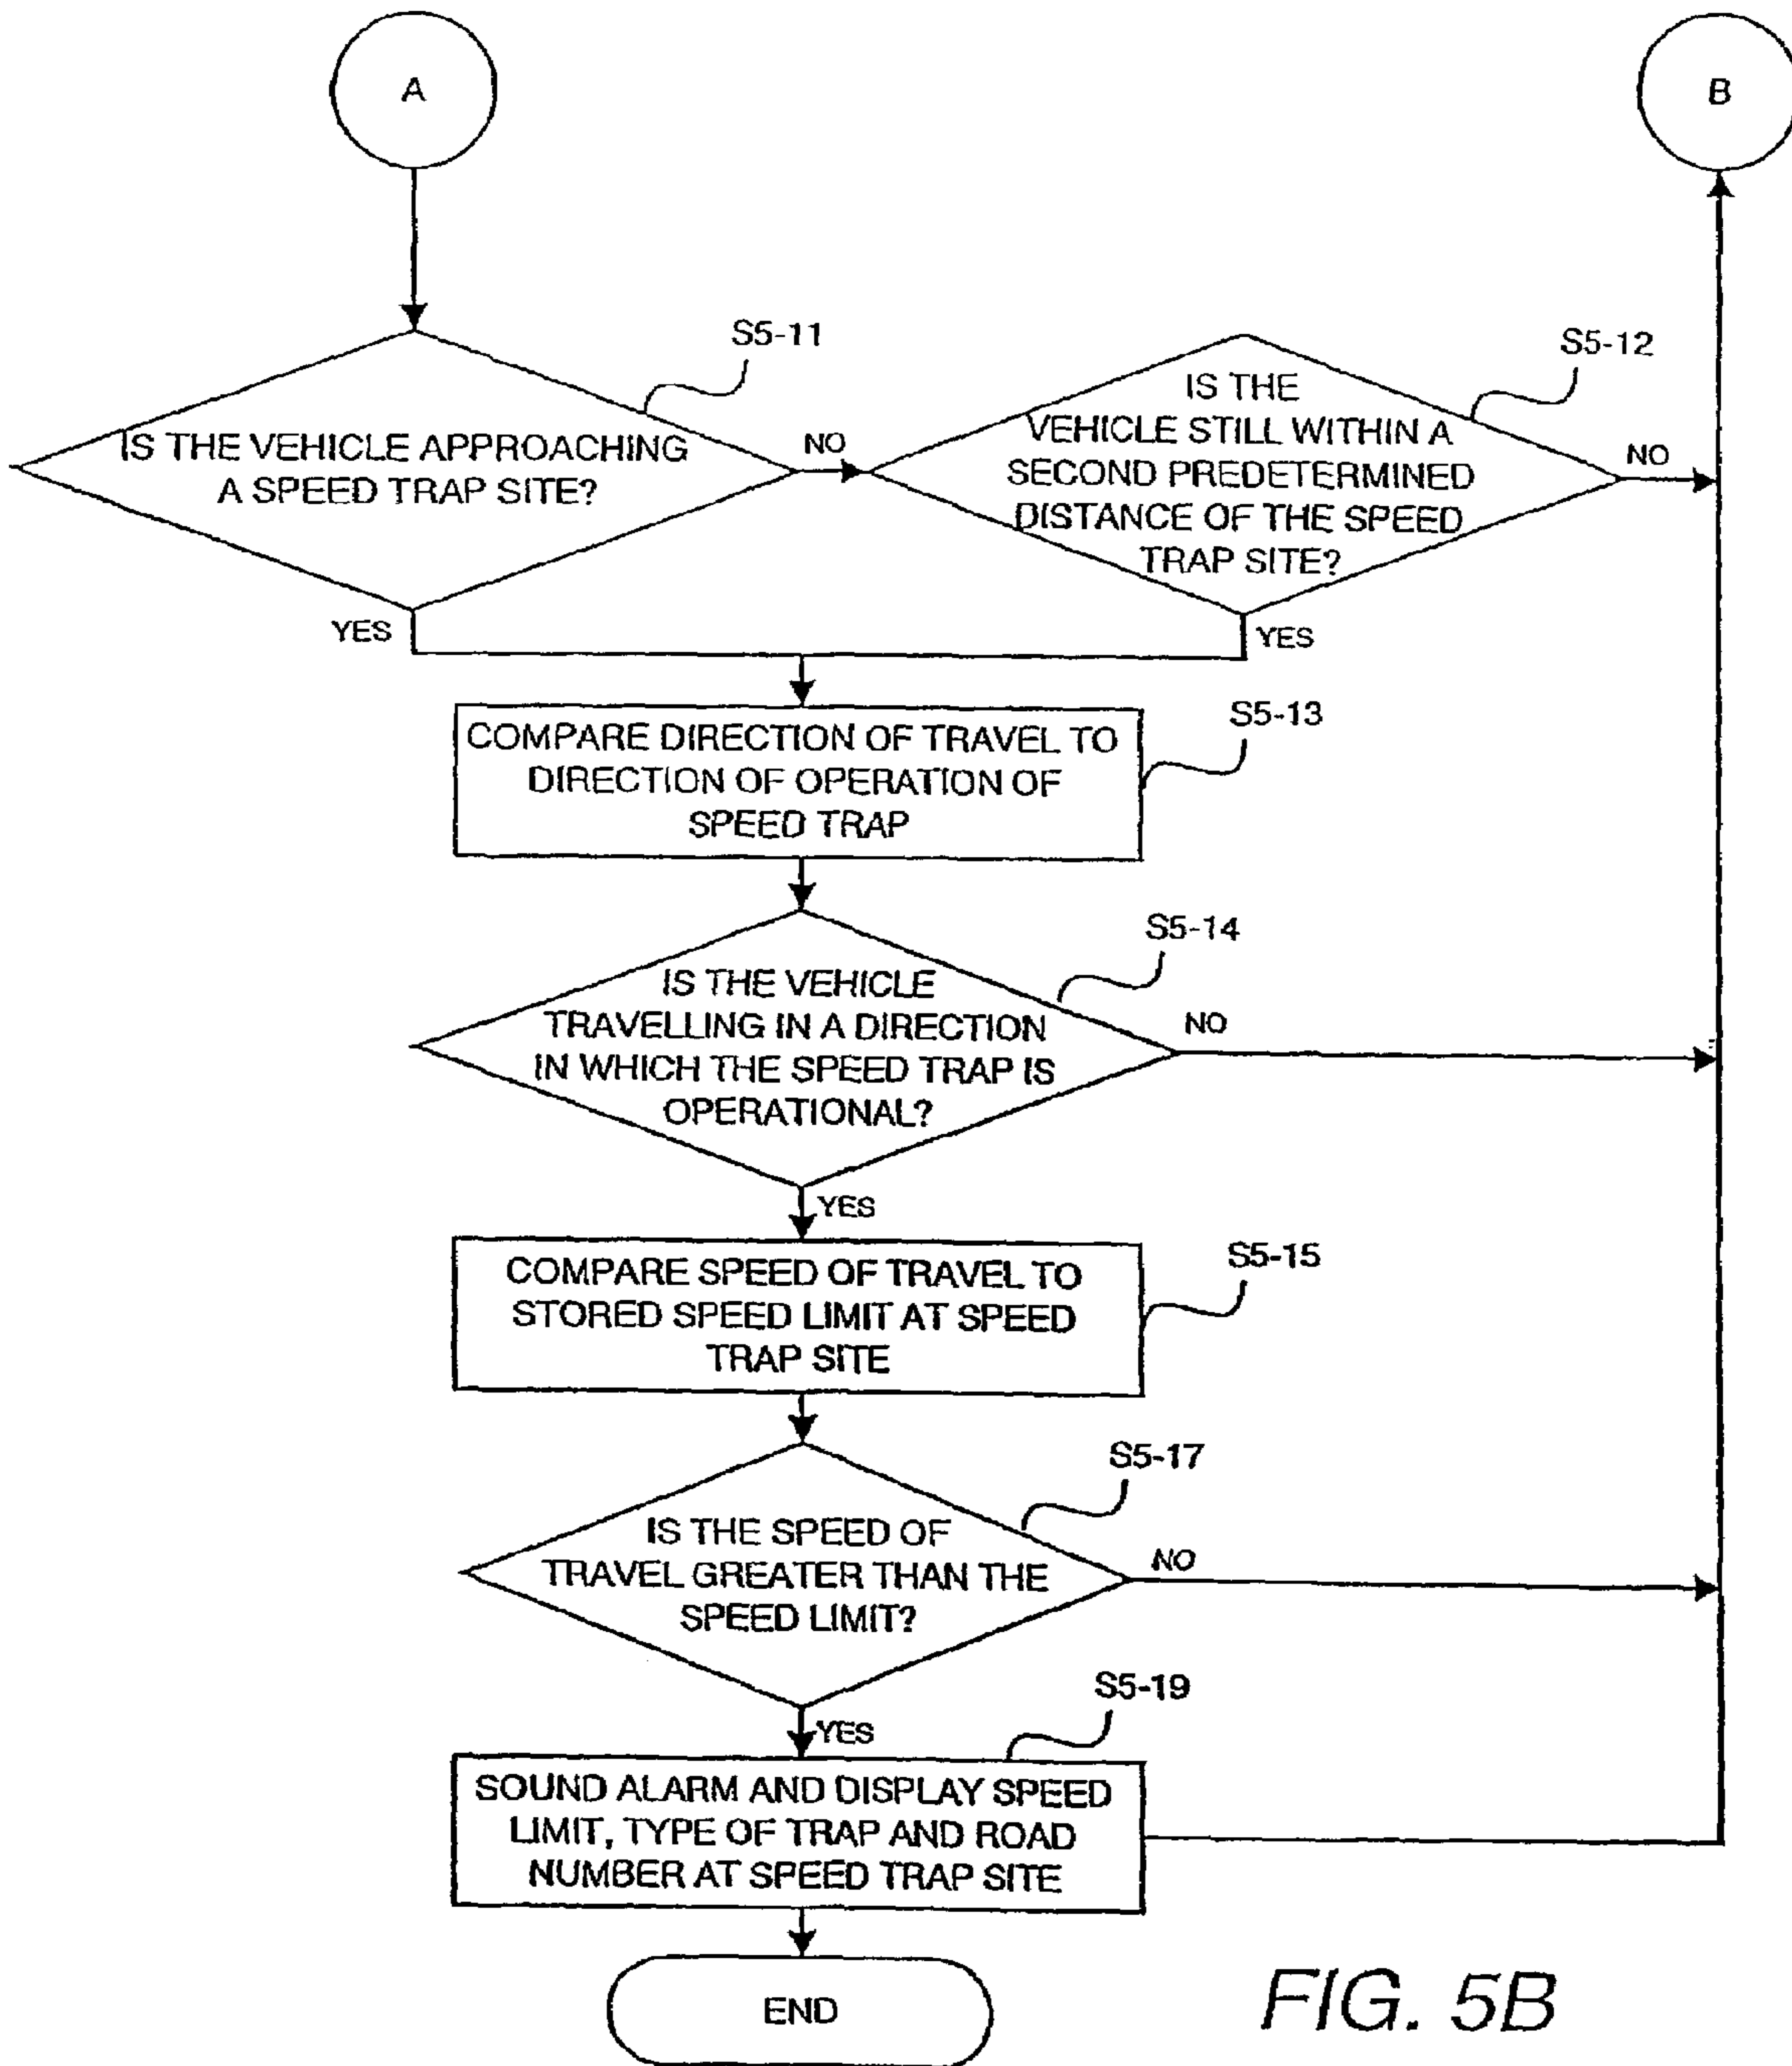 A
B
S5-11
IS THE VEHICLE APPROACHING
A SPEED TRAP SITE?
NO
YES
S5-12
IS THE
VEHICLE STILL WITHIN A
SECOND PREDETERMINED
DISTANCE OF THE SPEED
TRAP SITE?
NO
YES
S5-13
COMPARE DIRECTION OF TRAVEL TO
DIRECTION OF OPERATION OF
SPEED TRAP
S5-14
IS THE VEHICLE
TRAVELLING IN A DIRECTION
IN WHICH THE SPEED TRAP IS
OPERATIONAL?
NO
YES
S5-15
COMPARE SPEED OF TRAVEL TO
STORED SPEED LIMIT AT SPEED
TRAP SITE
S5-17
IS THE SPEED OF
TRAVEL GREATER THAN THE
SPEED LIMIT?
NO
YES
S5-19
SOUND ALARM AND DISPLAY SPEED
LIMIT, TYPE OF TRAP AND ROAD
NUMBER AT SPEED TRAP SITE
END
FIG. 5B